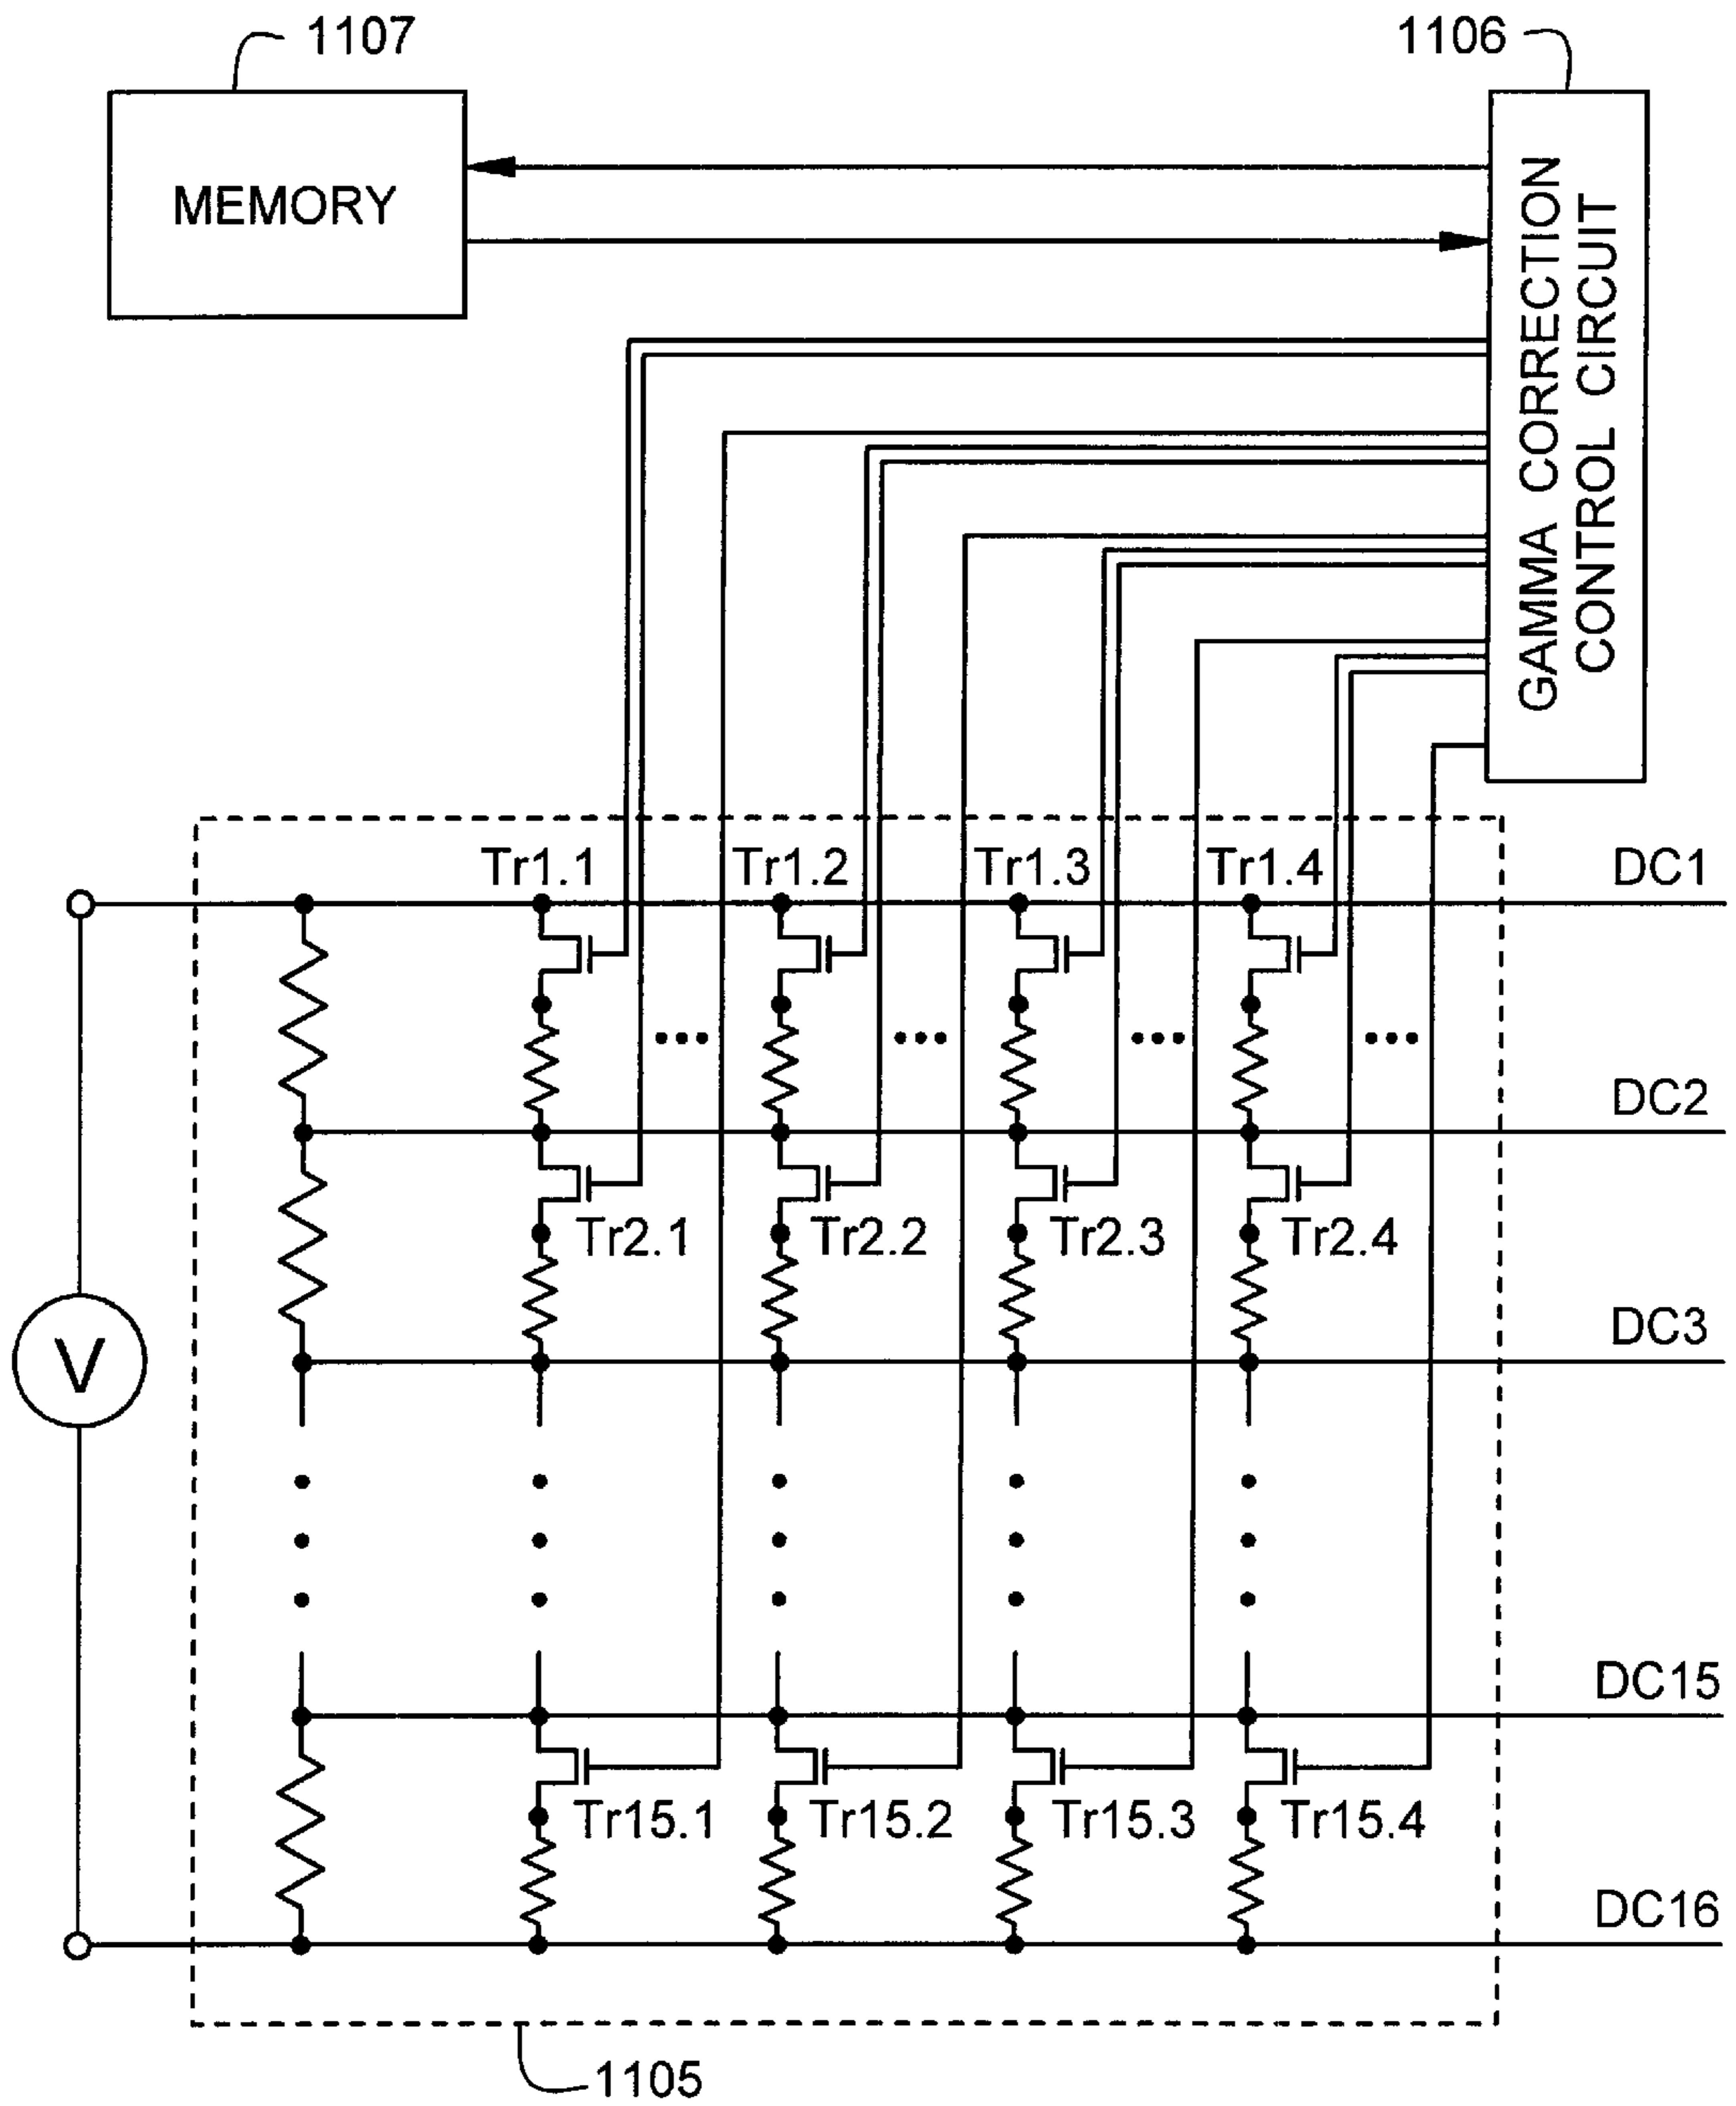 1107
1106
MEMORY
GAMMA CORRECTION
CONTROL CIRCUIT
Tr1.1
Tr1.2
Tr1.3
Tr1.4
DC1
DC2
Tr2.1
Tr2.2
Tr2.3
Tr2.4
DC3
V
DC15
Tr15.1
Tr15.2
Tr15.3
Tr15.4
DC16
1105